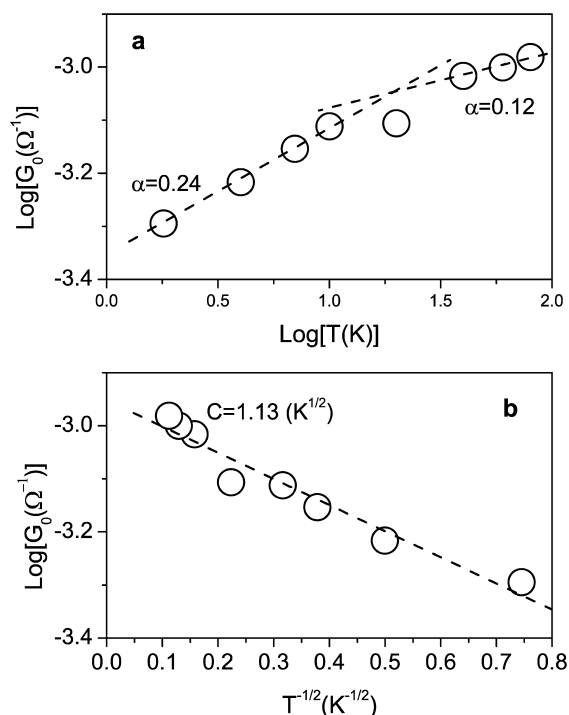 a
-3.0
-3.2
-3.4
Log[G₀(Ω⁻¹)]
α=0.24
α=0.12
0.0 0.5 1.0 1.5 2.0
Log[T(K)]
b
C=1.13 (K¹/²)
-3.0
-3.2
-3.4
Log[G₀(Ω⁻¹)]
0.0 0.1 0.2 0.3 0.4 0.5 0.6 0.7 0.8
T⁻¹/²(K⁻¹/²)